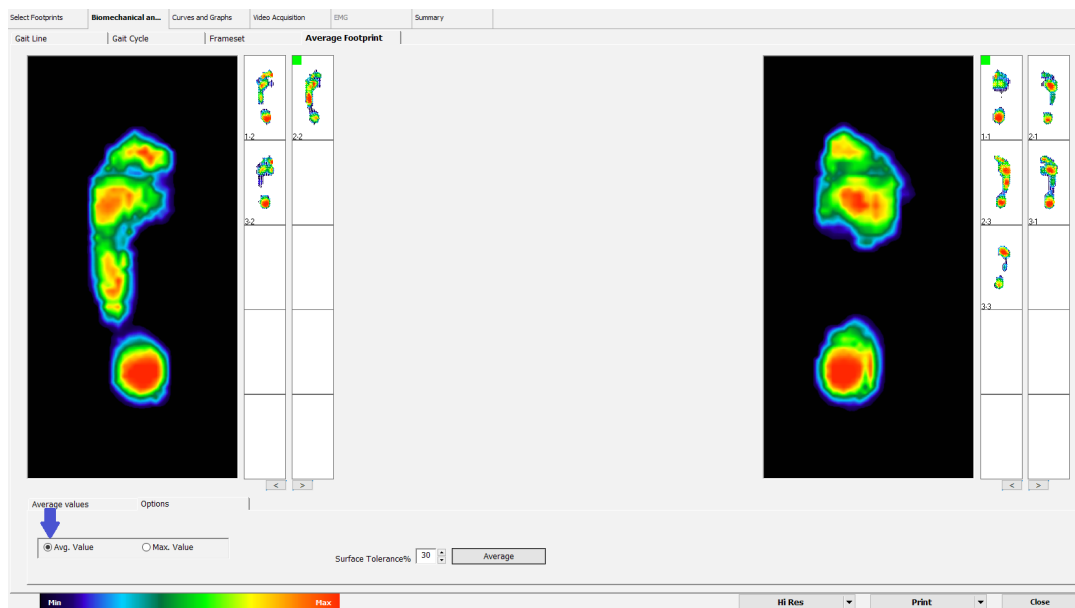 Select Footprints Biomechanical an... Curves and Graphs Video Acquisition EMG Summary
Gait Line Gait Cycle Frameset Average Footprint
1-2 2-2 1-1 2-1
3-2 2-3 3-1
3-3
< > < >
Average values Options
Avg. Value Max. Value
Surface Tolerance% 30 Average
Min Max Hi Res Print Close